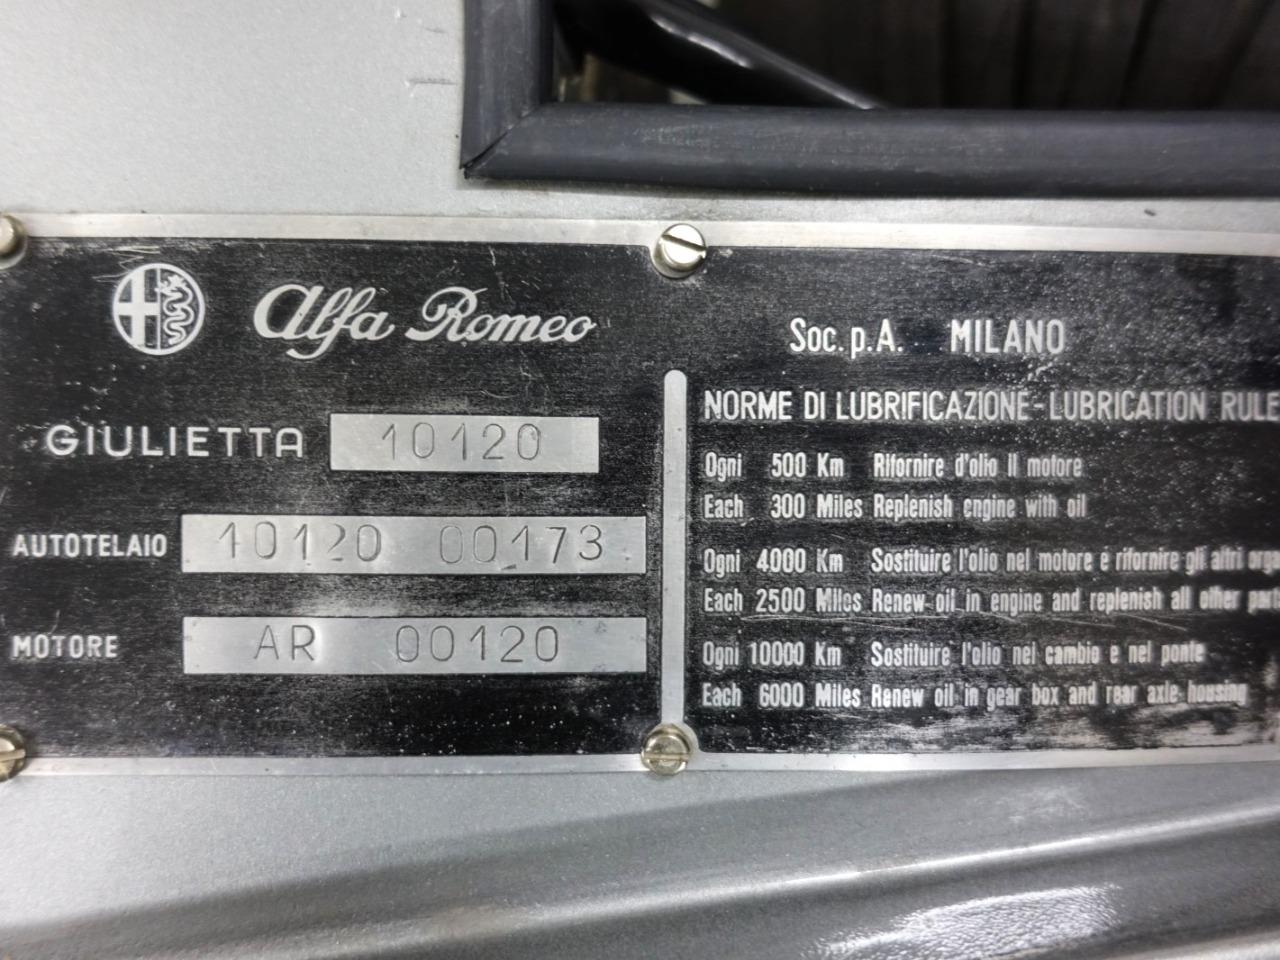 Alfa Romeo
GIULIETTA 10120
AUTOTELAIO 10120 00173
MOTORE AR 00120
Soc. p. A. MILANO
NORME DI LUBRIFICAZIONE - LUBRICATION RULE
Ogni 500 Km Rifornire d'olio il motore
Each 300 Miles Replenish engine with oil
Ogni 4000 Km Sostituire l'olio nel motore e rifornire gli altri
Each 2500 Miles Renew oil in engine and replenish all other
Ogni 10000 Km Sostituire l'olio nel cambio e nel ponte
Each 6000 Miles Renew oil in gear box and rear axle housing